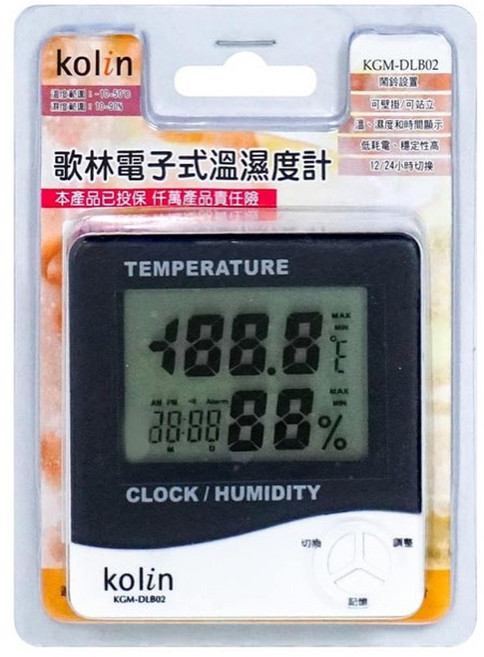 kolin
溫度範圍：-10-50℃
濕度範圍：10-90%
KGM-DLB02
鬧鈴設置
可壁掛/可站立
溫、濕度和時間顯示
低耗電、穩定性高
12/24小時切換
歌林電子式溫濕度計
本產品已投保 仟萬產品責任險
TEMPERATURE
188.8
MAX
MIN
℃
AM PM Alarm
88:88
M D
88%
MAX
MIN
CLOCK / HUMIDITY
切換
調整
記憶
kolin
KGM-DLB02